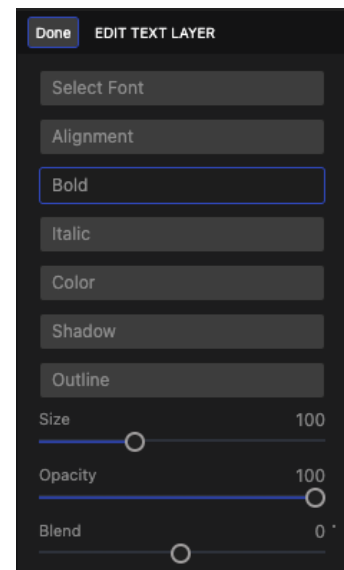 Done EDIT TEXT LAYER
Select Font
Alignment
Bold
Italic
Color
Shadow
Outline
Size 100
Opacity 100
Blend 0